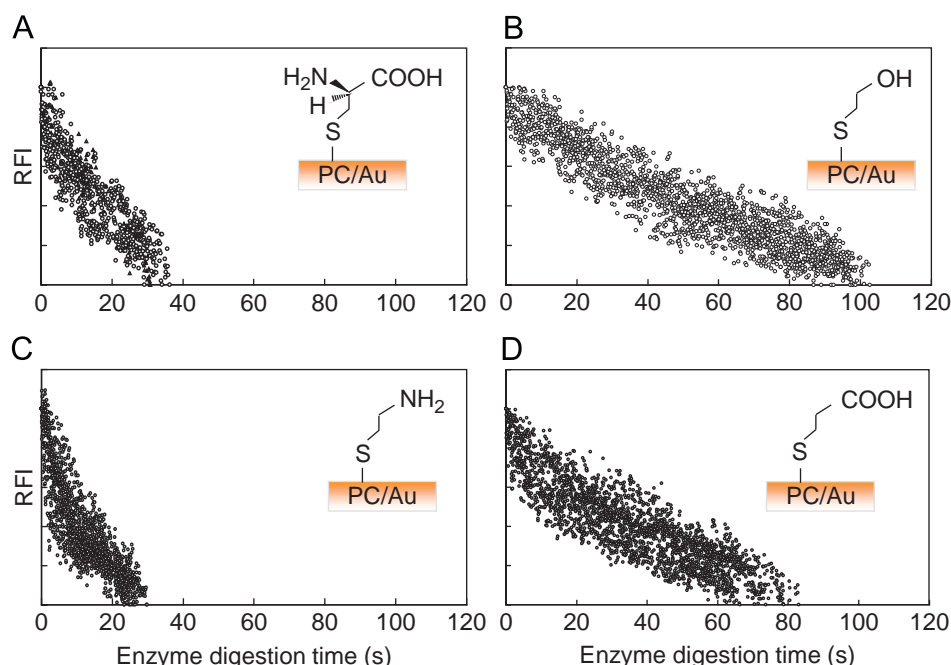 A
RFI
H2N
COOH
H
S
PC/Au
0 20 40 60 80 100 120
B
OH
S
PC/Au
0 20 40 60 80 100 120
C
RFI
NH2
S
PC/Au
0 20 40 60 80 100 120
Enzyme digestion time (s)
D
COOH
S
PC/Au
0 20 40 60 80 100 120
Enzyme digestion time (s)